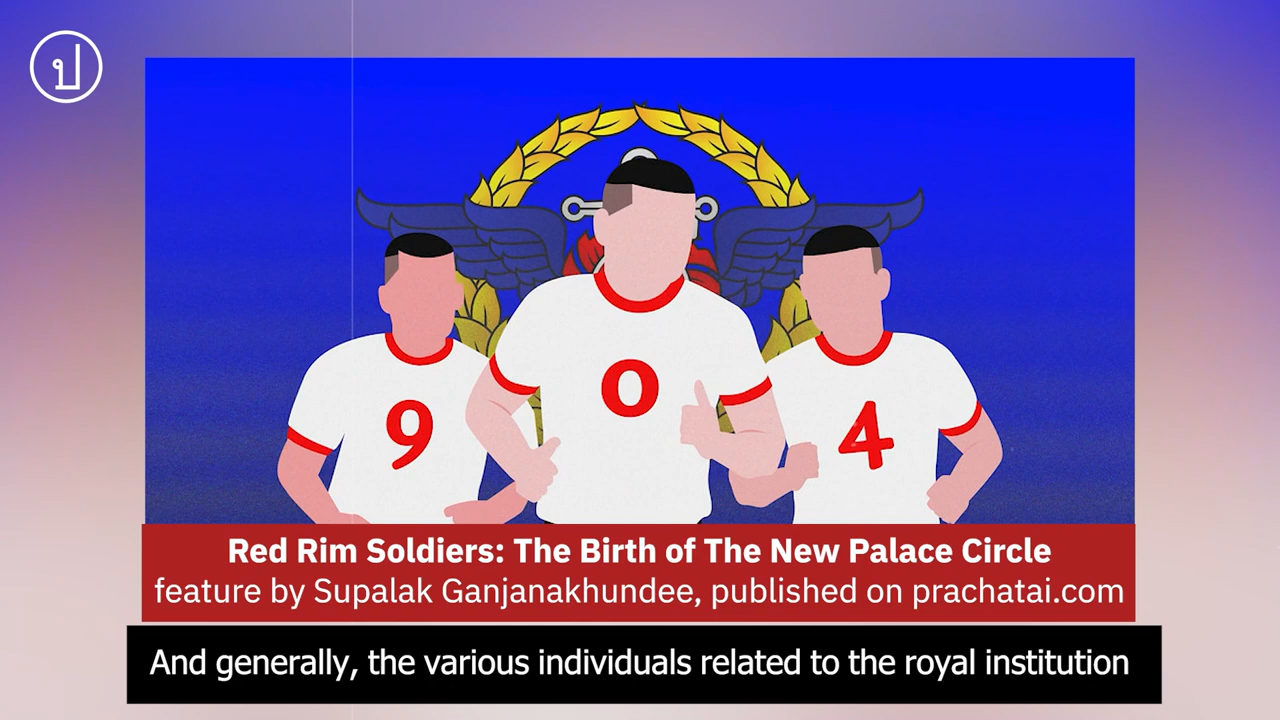 ป
9
0
4
Red Rim Soldiers: The Birth of The New Palace Circle
feature by Supalak Ganjanakhundee, published on prachatai.com
And generally, the various individuals related to the royal institution